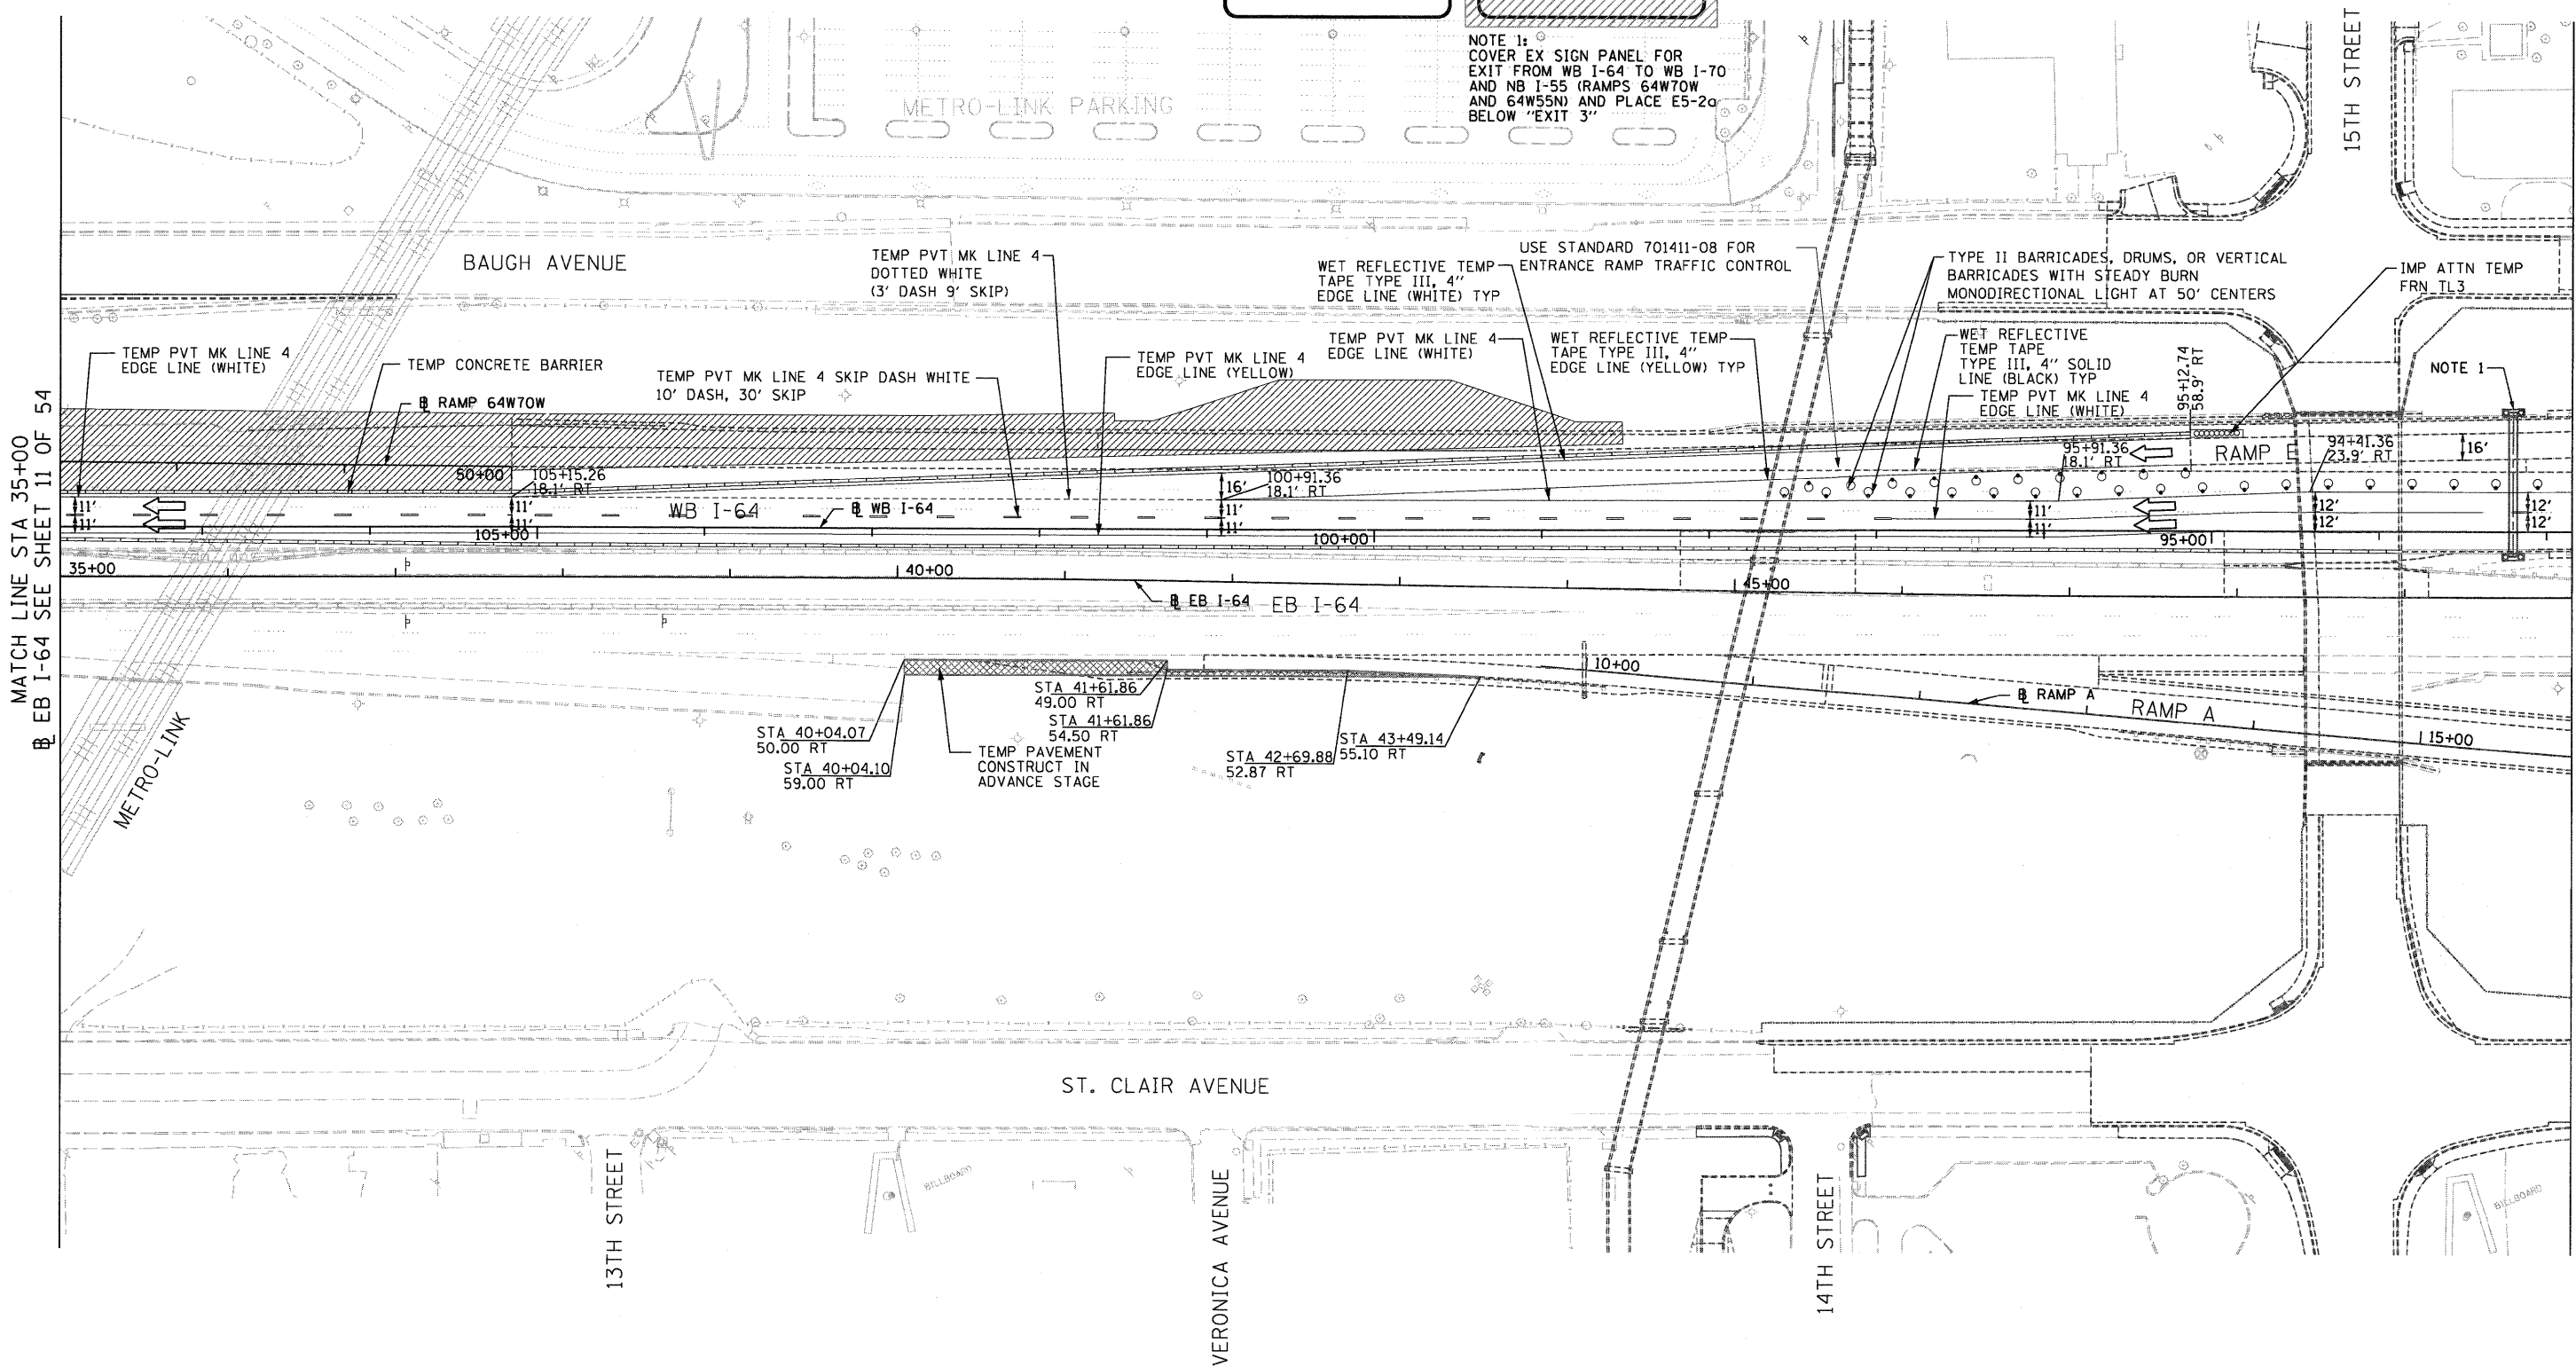 NOTE 1:
COVER EX SIGN PANEL FOR
EXIT FROM WB I-64 TO WB I-70
AND NB I-55 (RAMPS 64W70W
AND 64W55N) AND PLACE E5-2a
BELOW "EXIT 3"
15TH STREET
METRO-LINK PARKING
BAUGH AVENUE
TEMP PVT MK LINE 4
DOTTED WHITE
(3' DASH 9' SKIP)
WET REFLECTIVE TEMP
TAPE TYPE III, 4"
EDGE LINE (WHITE) TYP
USE STANDARD 701411-08 FOR
ENTRANCE RAMP TRAFFIC CONTROL
TYPE II BARRICADES, DRUMS, OR VERTICAL
BARRICADES WITH STEADY BURN
MONODIRECTIONAL LIGHT AT 50' CENTERS
IMP ATTN TEMP
FRN TL3
TEMP PVT MK LINE 4
EDGE LINE (WHITE)
TEMP CONCRETE BARRIER
TEMP PVT MK LINE 4 SKIP DASH WHITE
10' DASH, 30' SKIP
TEMP PVT MK LINE 4
EDGE LINE (YELLOW)
TEMP PVT MK LINE 4
EDGE LINE (WHITE)
WET REFLECTIVE TEMP
TAPE TYPE III, 4"
EDGE LINE (YELLOW) TYP
WET REFLECTIVE
TEMP TAPE
TYPE III, 4" SOLID
LINE (BLACK) TYP
TEMP PVT MK LINE 4
EDGE LINE (WHITE)
95+12.74
58.9' RT
NOTE 1
MATCH LINE STA 35+00
℄ EB I-64 SEE SHEET 11 OF 54
℄ RAMP 64W70W
50+00
105+15.26
18.1' RT
16'
100+91.36
18.1' RT
95+91.36
18.1' RT
RAMP E
94+41.36
23.9' RT
16'
11'
11'
11'
11'
WB I-64
℄ WB I-64
11'
11'
11'
11'
12'
12'
12'
12'
105+00
100+00
95+00
35+00
40+00
45+00
℄ EB I-64
EB I-64
10+00
℄ RAMP A
RAMP A
15+00
STA 41+61.86
49.00 RT
STA 41+61.86
54.50 RT
STA 40+04.07
50.00 RT
STA 40+04.10
59.00 RT
TEMP PAVEMENT
CONSTRUCT IN
ADVANCE STAGE
STA 42+69.88
52.87 RT
STA 43+49.14
55.10 RT
METRO-LINK
ST. CLAIR AVENUE
13TH STREET
BILLBOARD
VERONICA AVENUE
14TH STREET
BILLBOARD